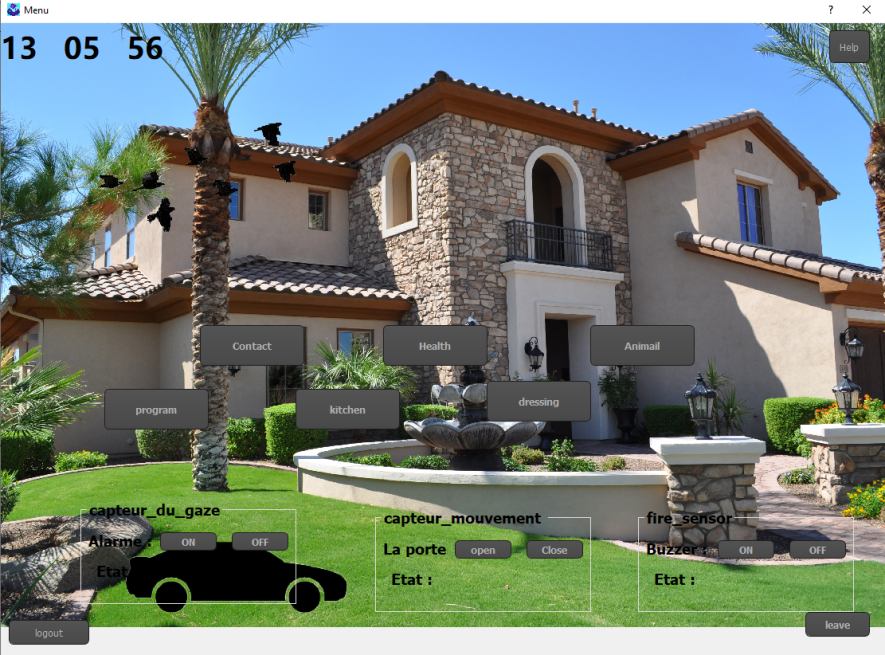 Menu
?
13 05 56
Help
Contact
Health
Animail
program
kitchen
dressing
capteur_du_gaze
Alarme :
ON
OFF
Etat
capteur_mouvement
La porte
open
Close
Etat :
fire_sensor
Buzzer
ON
OFF
Etat :
logout
leave